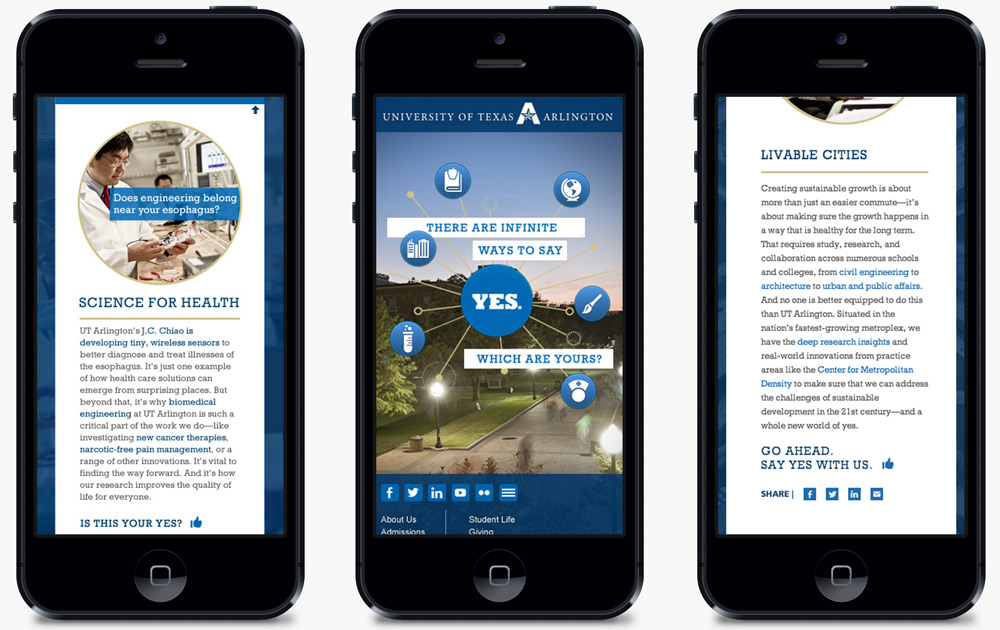 Does engineering belong
near your esophagus?
SCIENCE FOR HEALTH
UT Arlington's J.C. Chiao is
developing tiny, wireless sensors to
better diagnose and treat illnesses of
the esophagus. It's just one example
of how health care solutions can
emerge from surprising places. But
beyond that, it's why biomedical
engineering at UT Arlington is such a
critical part of the work we do—like
investigating new cancer therapies,
narcotic-free pain management, or a
range of other innovations. It's vital to
finding the way forward. And it's how
our research improves the quality of
life for everyone.
IS THIS YOUR YES?
UNIVERSITY OF TEXAS A ARLINGTON
THERE ARE INFINITE
WAYS TO SAY
YES.
WHICH ARE YOURS?
About Us
Student Life
Admissions
Giving
LIVABLE CITIES
Creating sustainable growth is about
more than just an easier commute—it's
about making sure the growth happens in
a way that is healthy for the long term.
That requires study, research, and
collaboration across numerous schools
and colleges, from civil engineering to
architecture to urban and public affairs.
And no one is better equipped to do this
than UT Arlington. Situated in the
nation's fastest-growing metroplex, we
have the deep research insights and
real-world innovations from practice
areas like the Center for Metropolitan
Density to make sure that we can address
the challenges of sustainable
development in the 21st century—and a
whole new world of yes.
GO AHEAD.
SAY YES WITH US.
SHARE |